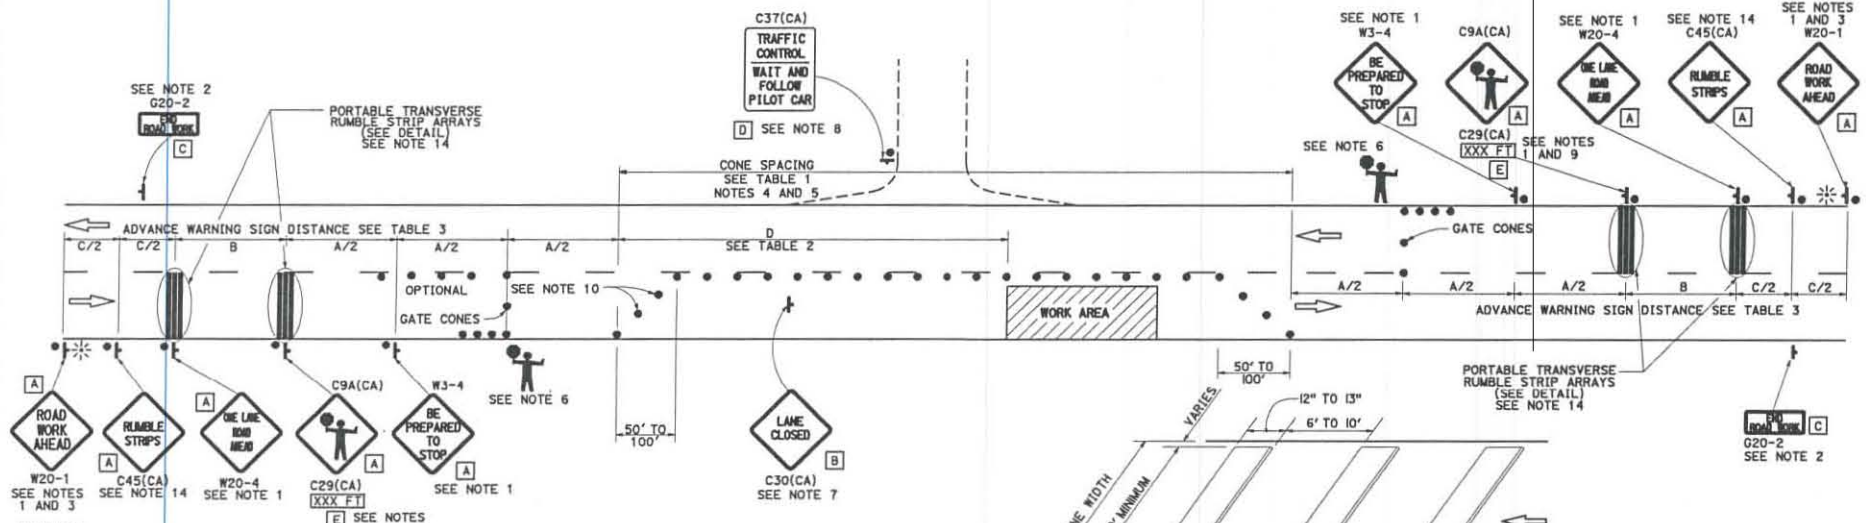 C37(CA)
TRAFFIC
CONTROL
WAIT AND
FOLLOW
PILOT CAR
D SEE NOTE 8
SEE NOTE 2
G20-2
END
ROAD WORK
C
PORTABLE TRANSVERSE
RUMBLE STRIP ARRAYS
(SEE DETAIL)
SEE NOTE 14
CONE SPACING
SEE TABLE 1
NOTES 4 AND 5
SEE NOTE 1
W3-4
BE
PREPARED
TO
STOP
A
C9A(CA)
A
C29(CA)
XXX FT
E
SEE NOTES
1 AND 9
SEE NOTE 1
W20-4
ONE LANE
ROAD
AHEAD
A
SEE NOTE 14
C45(CA)
RUMBLE
STRIPS
A
SEE NOTES
1 AND 3
W20-1
ROAD
WORK
AHEAD
A
SEE NOTE 6
GATE CONES
ADVANCE WARNING SIGN DISTANCE SEE TABLE 3
C/2 C/2 B A/2 A/2 A/2 D
SEE TABLE 2
OPTIONAL
SEE NOTE 10
GATE CONES
WORK AREA
A/2 A/2 A/2 B C/2 C/2
ADVANCE WARNING SIGN DISTANCE SEE TABLE 3
SEE NOTE 6
50' TO
100'
50' TO
100'
PORTABLE TRANSVERSE
RUMBLE STRIP ARRAYS
(SEE DETAIL)
SEE NOTE 14
A
ROAD
WORK
AHEAD
W20-1
SEE NOTES
1 AND 3
RUMBLE
STRIPS
A
C45(CA)
SEE NOTE 14
A
ONE LANE
ROAD
AHEAD
W20-4
SEE NOTE 1
C9A(CA)
A
C29(CA)
XXX FT
E SEE NOTES
W3-4
BE
PREPARED
TO
STOP
A
SEE NOTE 1
LANE
CLOSED
B
C30(CA)
SEE NOTE 7
VARIES
12" TO 13"
6' TO 10'
WIDTH
MINIMUM
END
ROAD WORK
C
G20-2
SEE NOTE 2